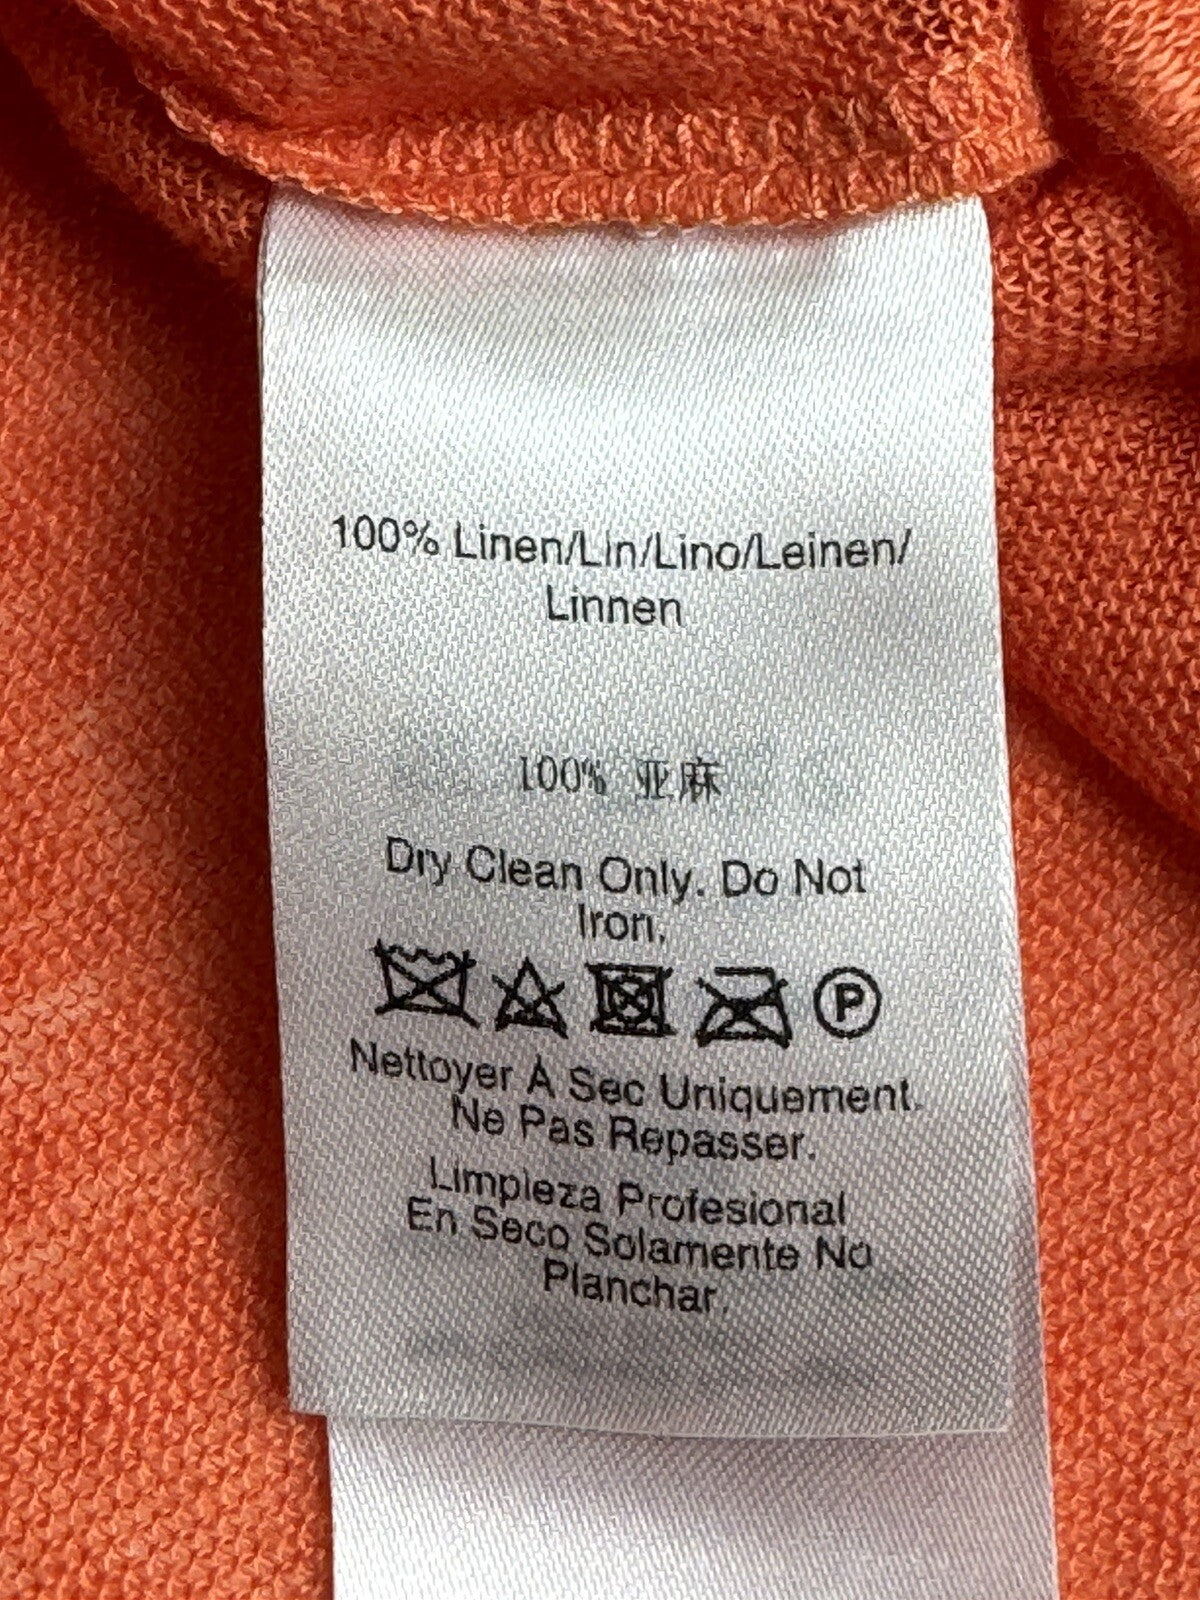 100% Linen/Lin/Lino/Leinen/
Linnen
100% 亚麻
Dry Clean Only. Do Not
Iron.
P
Nettoyer À Sec Uniquement.
Ne Pas Repasser.
Limpieza Profesional
En Seco Solamente No
Planchar.